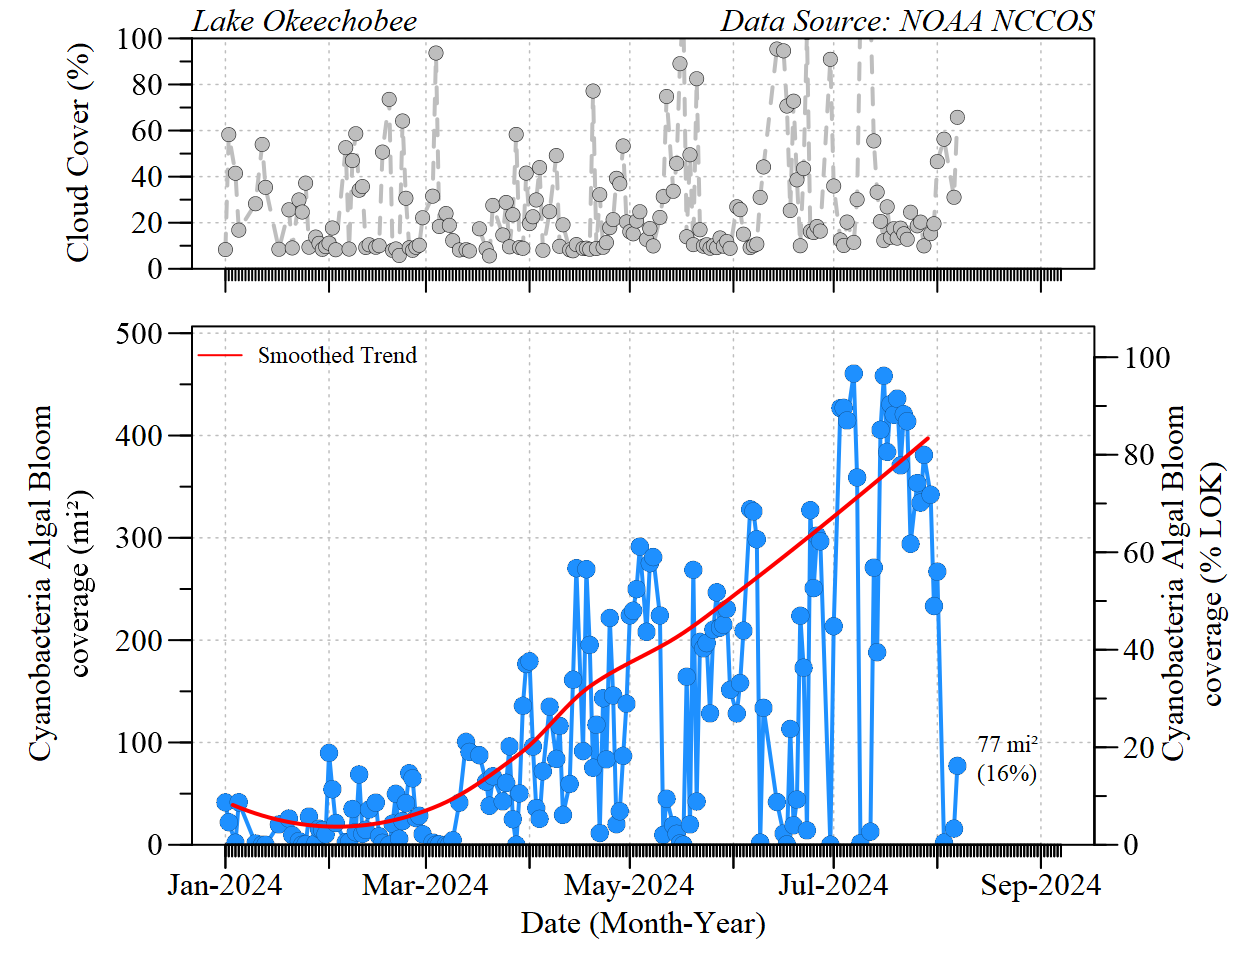 Lake Okeechobee
Data Source: NOAA NCCOS
Cloud Cover (%)
100
80
60
40
20
0
Cyanobacteria Algal Bloom
coverage (mi²)
500
400
300
200
100
0
Smoothed Trend
77 mi²
(16%)
100
80
60
40
20
0
Cyanobacteria Algal Bloom
coverage (% LOK)
Jan-2024
Mar-2024
May-2024
Jul-2024
Sep-2024
Date (Month-Year)